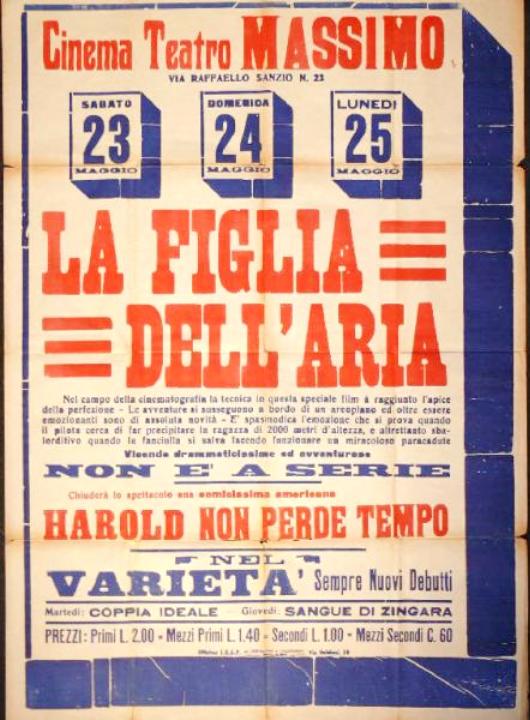 Cinema Teatro MASSIMO
VIA RAFFAELLO SANZIO N. 23
SABATO
23
MAGGIO
DOMENICA
24
MAGGIO
LUNEDI
25
MAGGIO
LA FIGLIA
DELL'ARIA
Nel campo della cinematografia la tecnica in questa speciale film à raggiunto l'apice
della perfezione - Le avventure si susseguono a bordo di un areoplano ed oltre essere
emozionanti sono di assoluta novità - E' spasmodica l'emozione che si prova quando
il pilota cerca di far precipitare la ragazza di 2000 metri d'altezza, e altrettanto sba-
lorditivo quando la fanciulla si salva facendo funzionare un miracoloso paracadute
Vicende drammaticissime ed avventurose
NON E' A SERIE
Chiuderà lo spettacolo una comicissima americana
HAROLD NON PERDE TEMPO
NEL
VARIETA' Sempre Nuovi Debutti
Martedi: COPPIA IDEALE - Giovedi: SANGUE DI ZINGARA
PREZZI: Primi L. 2.00 - Mezzi Primi L. 1.40 - Secondi L. 1.00 - Mezzi Secondi C. 60